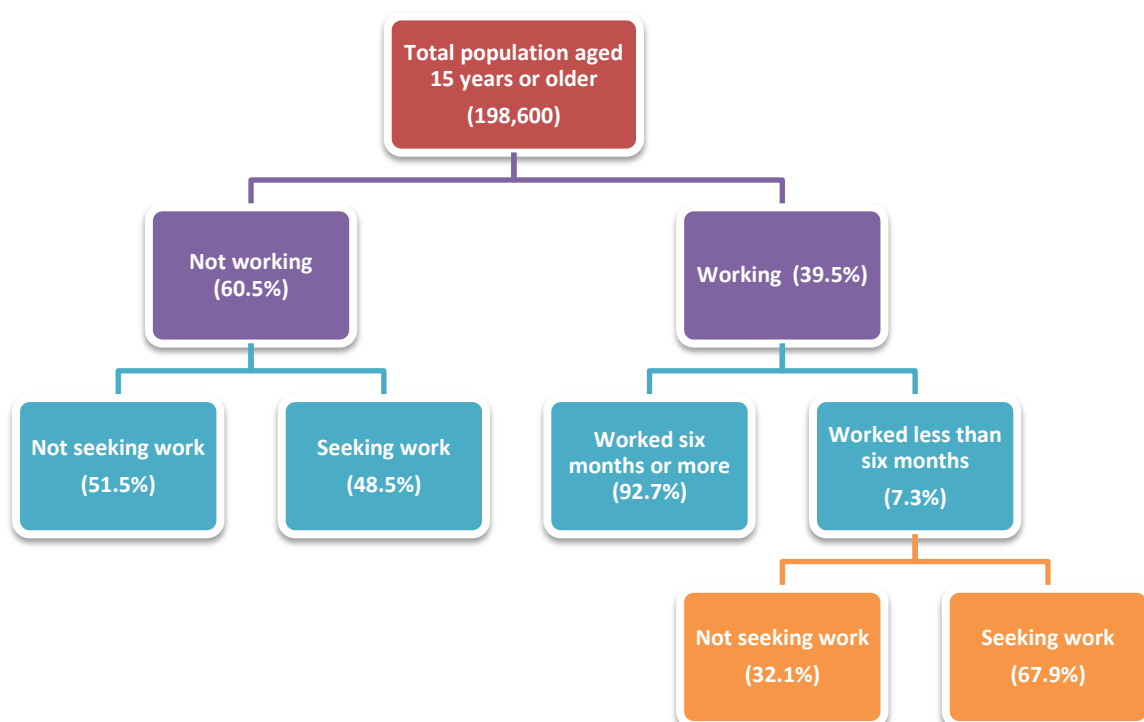 Total population aged
15 years or older
(198,600)
Not working
(60.5%)
Working (39.5%)
Not seeking work
(51.5%)
Seeking work
(48.5%)
Worked six
months or more
(92.7%)
Worked less than
six months
(7.3%)
Not seeking work
(32.1%)
Seeking work
(67.9%)